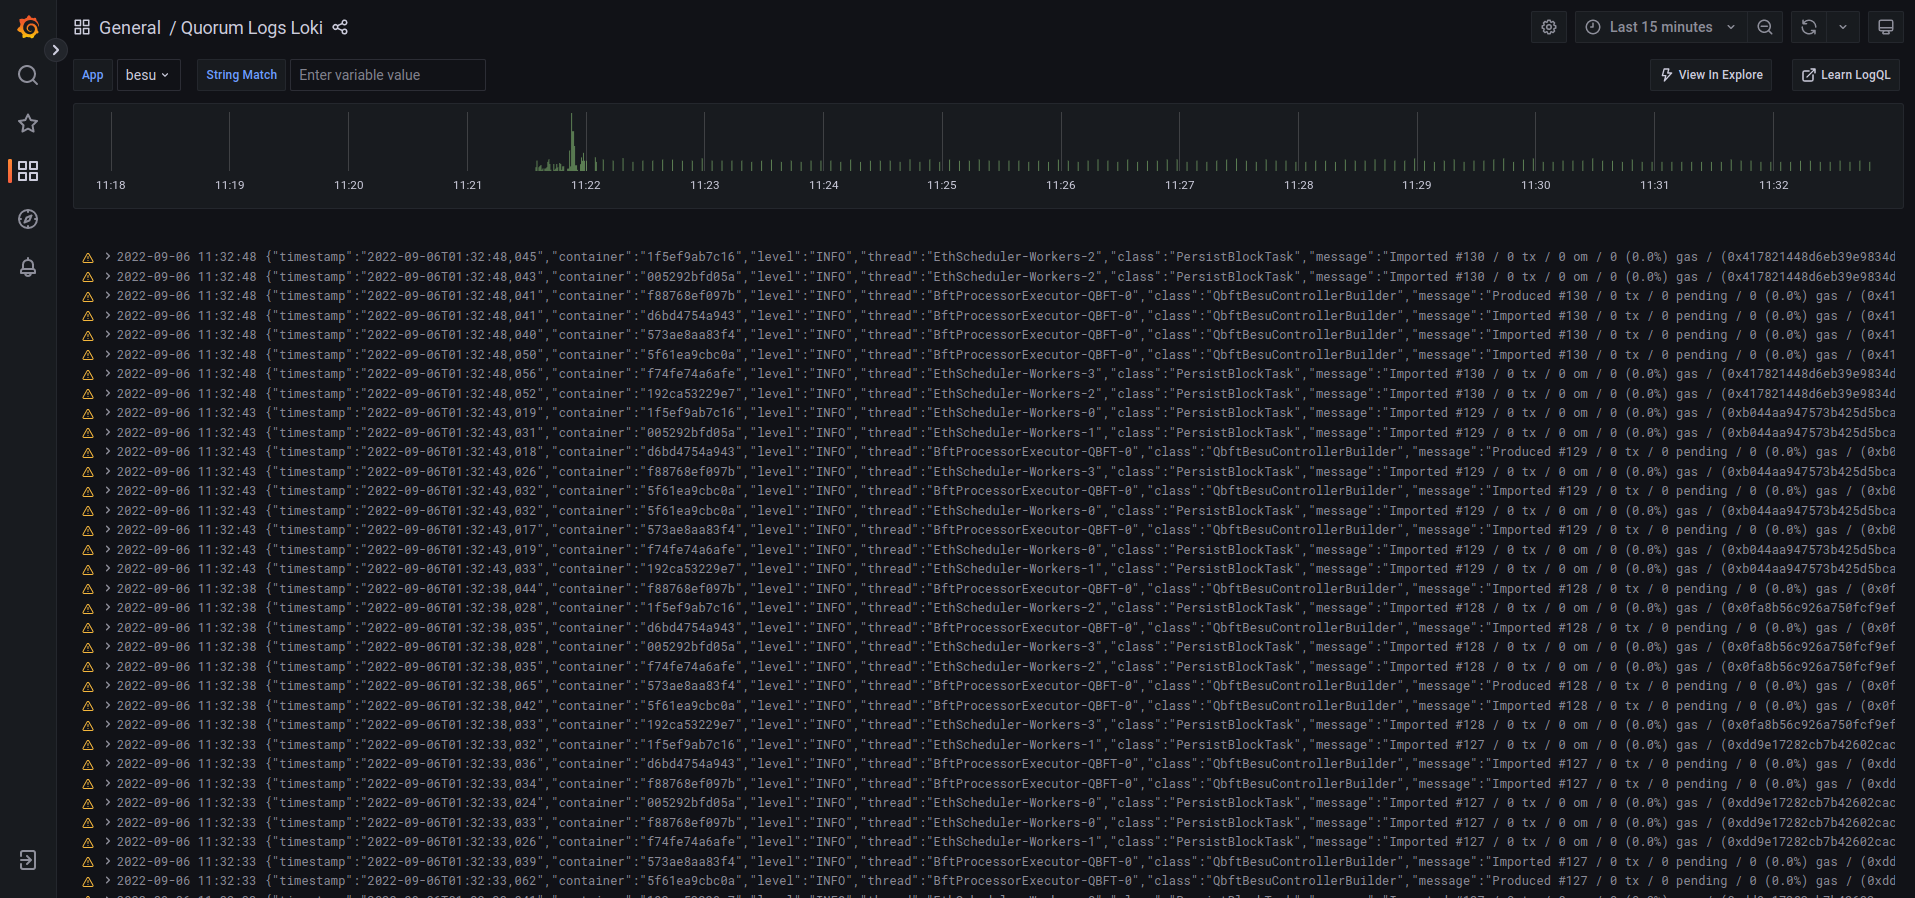 General / Quorum Logs Loki
Last 15 minutes
App besu String Match Enter variable value View In Explore Learn LogQL
11:18 11:19 11:20 11:21 11:22 11:23 11:24 11:25 11:26 11:27 11:28 11:29 11:30 11:31 11:32
2022-09-06 11:32:48 {"timestamp":"2022-09-06T01:32:48,045","container":"1f5ef9ab7c16","level":"INFO","thread":"EthScheduler-Workers-2","class":"PersistBlockTask","message":"Imported #130 / 0 tx / 0 om / 0 (0.0%) gas / (0x417821448d6eb39e9834d
2022-09-06 11:32:48 {"timestamp":"2022-09-06T01:32:48,043","container":"005292bfd05a","level":"INFO","thread":"EthScheduler-Workers-2","class":"PersistBlockTask","message":"Imported #130 / 0 tx / 0 om / 0 (0.0%) gas / (0x417821448d6eb39e9834d
2022-09-06 11:32:48 {"timestamp":"2022-09-06T01:32:48,041","container":"f88768ef097b","level":"INFO","thread":"BftProcessorExecutor-QBFT-0","class":"QbftBesuControllerBuilder","message":"Produced #130 / 0 tx / 0 pending / 0 (0.0%) gas / (0x41
2022-09-06 11:32:48 {"timestamp":"2022-09-06T01:32:48,041","container":"d6bd4754a943","level":"INFO","thread":"BftProcessorExecutor-QBFT-0","class":"QbftBesuControllerBuilder","message":"Imported #130 / 0 tx / 0 pending / 0 (0.0%) gas / (0x41
2022-09-06 11:32:48 {"timestamp":"2022-09-06T01:32:48,040","container":"573ae8aa83f4","level":"INFO","thread":"BftProcessorExecutor-QBFT-0","class":"QbftBesuControllerBuilder","message":"Imported #130 / 0 tx / 0 pending / 0 (0.0%) gas / (0x41
2022-09-06 11:32:48 {"timestamp":"2022-09-06T01:32:48,050","container":"5f61ea9cbc0a","level":"INFO","thread":"BftProcessorExecutor-QBFT-0","class":"QbftBesuControllerBuilder","message":"Imported #130 / 0 tx / 0 pending / 0 (0.0%) gas / (0x41
2022-09-06 11:32:48 {"timestamp":"2022-09-06T01:32:48,056","container":"f74fe74a6afe","level":"INFO","thread":"EthScheduler-Workers-3","class":"PersistBlockTask","message":"Imported #130 / 0 tx / 0 om / 0 (0.0%) gas / (0x417821448d6eb39e9834d
2022-09-06 11:32:48 {"timestamp":"2022-09-06T01:32:48,052","container":"192ca53229e7","level":"INFO","thread":"EthScheduler-Workers-2","class":"PersistBlockTask","message":"Imported #130 / 0 tx / 0 om / 0 (0.0%) gas / (0x417821448d6eb39e9834d
2022-09-06 11:32:43 {"timestamp":"2022-09-06T01:32:43,019","container":"1f5ef9ab7c16","level":"INFO","thread":"EthScheduler-Workers-0","class":"PersistBlockTask","message":"Imported #129 / 0 tx / 0 om / 0 (0.0%) gas / (0xb044aa947573b425d5bca
2022-09-06 11:32:43 {"timestamp":"2022-09-06T01:32:43,031","container":"005292bfd05a","level":"INFO","thread":"EthScheduler-Workers-1","class":"PersistBlockTask","message":"Imported #129 / 0 tx / 0 om / 0 (0.0%) gas / (0xb044aa947573b425d5bca
2022-09-06 11:32:43 {"timestamp":"2022-09-06T01:32:43,018","container":"d6bd4754a943","level":"INFO","thread":"BftProcessorExecutor-QBFT-0","class":"QbftBesuControllerBuilder","message":"Produced #129 / 0 tx / 0 pending / 0 (0.0%) gas / (0xb0
2022-09-06 11:32:43 {"timestamp":"2022-09-06T01:32:43,026","container":"f88768ef097b","level":"INFO","thread":"EthScheduler-Workers-3","class":"PersistBlockTask","message":"Imported #129 / 0 tx / 0 om / 0 (0.0%) gas / (0xb044aa947573b425d5bca
2022-09-06 11:32:43 {"timestamp":"2022-09-06T01:32:43,032","container":"5f61ea9cbc0a","level":"INFO","thread":"BftProcessorExecutor-QBFT-0","class":"QbftBesuControllerBuilder","message":"Imported #129 / 0 tx / 0 pending / 0 (0.0%) gas / (0xb0
2022-09-06 11:32:43 {"timestamp":"2022-09-06T01:32:43,032","container":"5f61ea9cbc0a","level":"INFO","thread":"EthScheduler-Workers-0","class":"PersistBlockTask","message":"Imported #129 / 0 tx / 0 om / 0 (0.0%) gas / (0xb044aa947573b425d5bca
2022-09-06 11:32:43 {"timestamp":"2022-09-06T01:32:43,017","container":"573ae8aa83f4","level":"INFO","thread":"BftProcessorExecutor-QBFT-0","class":"QbftBesuControllerBuilder","message":"Imported #129 / 0 tx / 0 pending / 0 (0.0%) gas / (0xb0
2022-09-06 11:32:43 {"timestamp":"2022-09-06T01:32:43,019","container":"f74fe74a6afe","level":"INFO","thread":"EthScheduler-Workers-0","class":"PersistBlockTask","message":"Imported #129 / 0 tx / 0 om / 0 (0.0%) gas / (0xb044aa947573b425d5bca
2022-09-06 11:32:43 {"timestamp":"2022-09-06T01:32:43,033","container":"192ca53229e7","level":"INFO","thread":"EthScheduler-Workers-1","class":"PersistBlockTask","message":"Imported #129 / 0 tx / 0 om / 0 (0.0%) gas / (0xb044aa947573b425d5bca
2022-09-06 11:32:38 {"timestamp":"2022-09-06T01:32:38,044","container":"f88768ef097b","level":"INFO","thread":"BftProcessorExecutor-QBFT-0","class":"QbftBesuControllerBuilder","message":"Imported #128 / 0 tx / 0 pending / 0 (0.0%) gas / (0x0f
2022-09-06 11:32:38 {"timestamp":"2022-09-06T01:32:38,028","container":"1f5ef9ab7c16","level":"INFO","thread":"EthScheduler-Workers-2","class":"PersistBlockTask","message":"Imported #128 / 0 tx / 0 om / 0 (0.0%) gas / (0x0fa8b56c926a750fcf9ef
2022-09-06 11:32:38 {"timestamp":"2022-09-06T01:32:38,035","container":"d6bd4754a943","level":"INFO","thread":"BftProcessorExecutor-QBFT-0","class":"QbftBesuControllerBuilder","message":"Imported #128 / 0 tx / 0 pending / 0 (0.0%) gas / (0x0f
2022-09-06 11:32:38 {"timestamp":"2022-09-06T01:32:38,028","container":"005292bfd05a","level":"INFO","thread":"EthScheduler-Workers-3","class":"PersistBlockTask","message":"Imported #128 / 0 tx / 0 om / 0 (0.0%) gas / (0x0fa8b56c926a750fcf9ef
2022-09-06 11:32:38 {"timestamp":"2022-09-06T01:32:38,035","container":"f74fe74a6afe","level":"INFO","thread":"EthScheduler-Workers-2","class":"PersistBlockTask","message":"Imported #128 / 0 tx / 0 om / 0 (0.0%) gas / (0x0fa8b56c926a750fcf9ef
2022-09-06 11:32:38 {"timestamp":"2022-09-06T01:32:38,065","container":"573ae8aa83f4","level":"INFO","thread":"BftProcessorExecutor-QBFT-0","class":"QbftBesuControllerBuilder","message":"Produced #128 / 0 tx / 0 pending / 0 (0.0%) gas / (0x0f
2022-09-06 11:32:38 {"timestamp":"2022-09-06T01:32:38,042","container":"5f61ea9cbc0a","level":"INFO","thread":"BftProcessorExecutor-QBFT-0","class":"QbftBesuControllerBuilder","message":"Imported #128 / 0 tx / 0 pending / 0 (0.0%) gas / (0x0f
2022-09-06 11:32:38 {"timestamp":"2022-09-06T01:32:38,033","container":"192ca53229e7","level":"INFO","thread":"EthScheduler-Workers-3","class":"PersistBlockTask","message":"Imported #128 / 0 tx / 0 om / 0 (0.0%) gas / (0x0fa8b56c926a750fcf9ef
2022-09-06 11:32:33 {"timestamp":"2022-09-06T01:32:33,032","container":"1f5ef9ab7c16","level":"INFO","thread":"EthScheduler-Workers-1","class":"PersistBlockTask","message":"Imported #127 / 0 tx / 0 om / 0 (0.0%) gas / (0xdd9e17282cb7b42602cac
2022-09-06 11:32:33 {"timestamp":"2022-09-06T01:32:33,036","container":"d6bd4754a943","level":"INFO","thread":"BftProcessorExecutor-QBFT-0","class":"QbftBesuControllerBuilder","message":"Imported #127 / 0 tx / 0 pending / 0 (0.0%) gas / (0xdd
2022-09-06 11:32:33 {"timestamp":"2022-09-06T01:32:33,034","container":"f88768ef097b","level":"INFO","thread":"BftProcessorExecutor-QBFT-0","class":"QbftBesuControllerBuilder","message":"Imported #127 / 0 tx / 0 pending / 0 (0.0%) gas / (0xdd
2022-09-06 11:32:33 {"timestamp":"2022-09-06T01:32:33,024","container":"005292bfd05a","level":"INFO","thread":"EthScheduler-Workers-0","class":"PersistBlockTask","message":"Imported #127 / 0 tx / 0 om / 0 (0.0%) gas / (0xdd9e17282cb7b42602cac
2022-09-06 11:32:33 {"timestamp":"2022-09-06T01:32:33,033","container":"f88768ef097b","level":"INFO","thread":"EthScheduler-Workers-0","class":"PersistBlockTask","message":"Imported #127 / 0 tx / 0 om / 0 (0.0%) gas / (0xdd9e17282cb7b42602cac
2022-09-06 11:32:33 {"timestamp":"2022-09-06T01:32:33,026","container":"f74fe74a6afe","level":"INFO","thread":"EthScheduler-Workers-1","class":"PersistBlockTask","message":"Imported #127 / 0 tx / 0 om / 0 (0.0%) gas / (0xdd9e17282cb7b42602cac
2022-09-06 11:32:33 {"timestamp":"2022-09-06T01:32:33,039","container":"573ae8aa83f4","level":"INFO","thread":"BftProcessorExecutor-QBFT-0","class":"QbftBesuControllerBuilder","message":"Imported #127 / 0 tx / 0 pending / 0 (0.0%) gas / (0xdd
2022-09-06 11:32:33 {"timestamp":"2022-09-06T01:32:33,062","container":"5f61ea9cbc0a","level":"INFO","thread":"BftProcessorExecutor-QBFT-0","class":"QbftBesuControllerBuilder","message":"Produced #127 / 0 tx / 0 pending / 0 (0.0%) gas / (0xdd